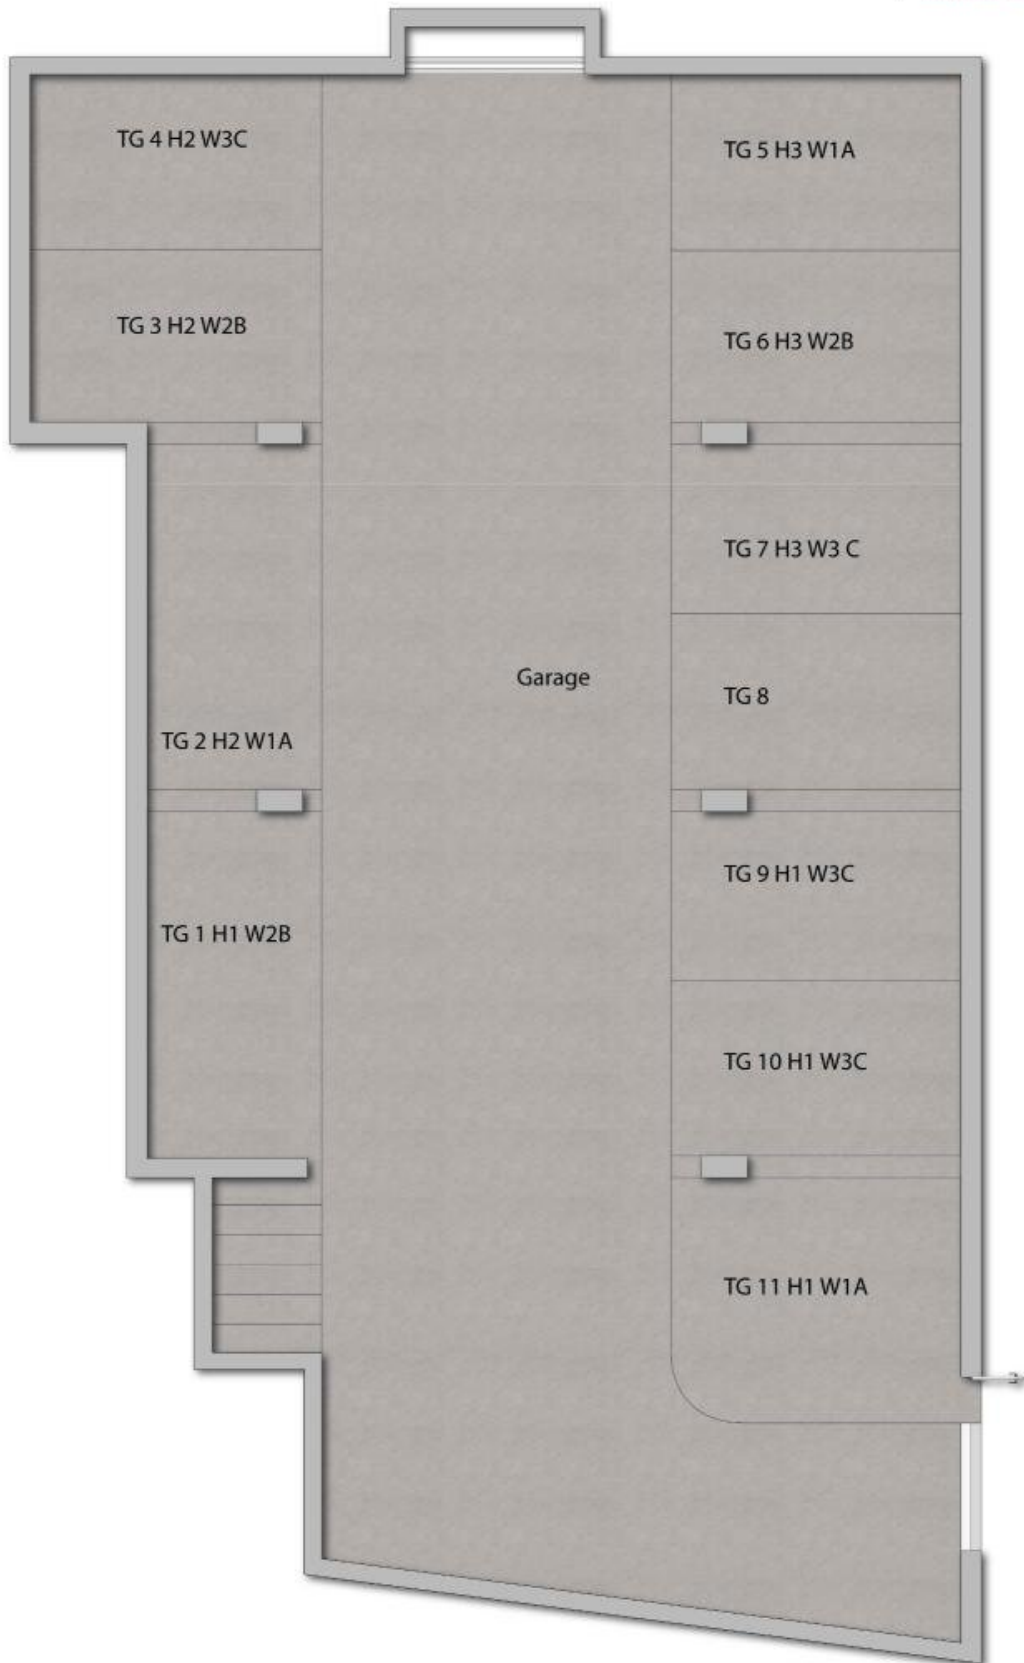 TG 4 H2 W3C
TG 5 H3 W1A
TG 3 H2 W2B
TG 6 H3 W2B
TG 7 H3 W3 C
Garage
TG 8
TG 2 H2 W1A
TG 9 H1 W3C
TG 1 H1 W2B
TG 10 H1 W3C
TG 11 H1 W1A